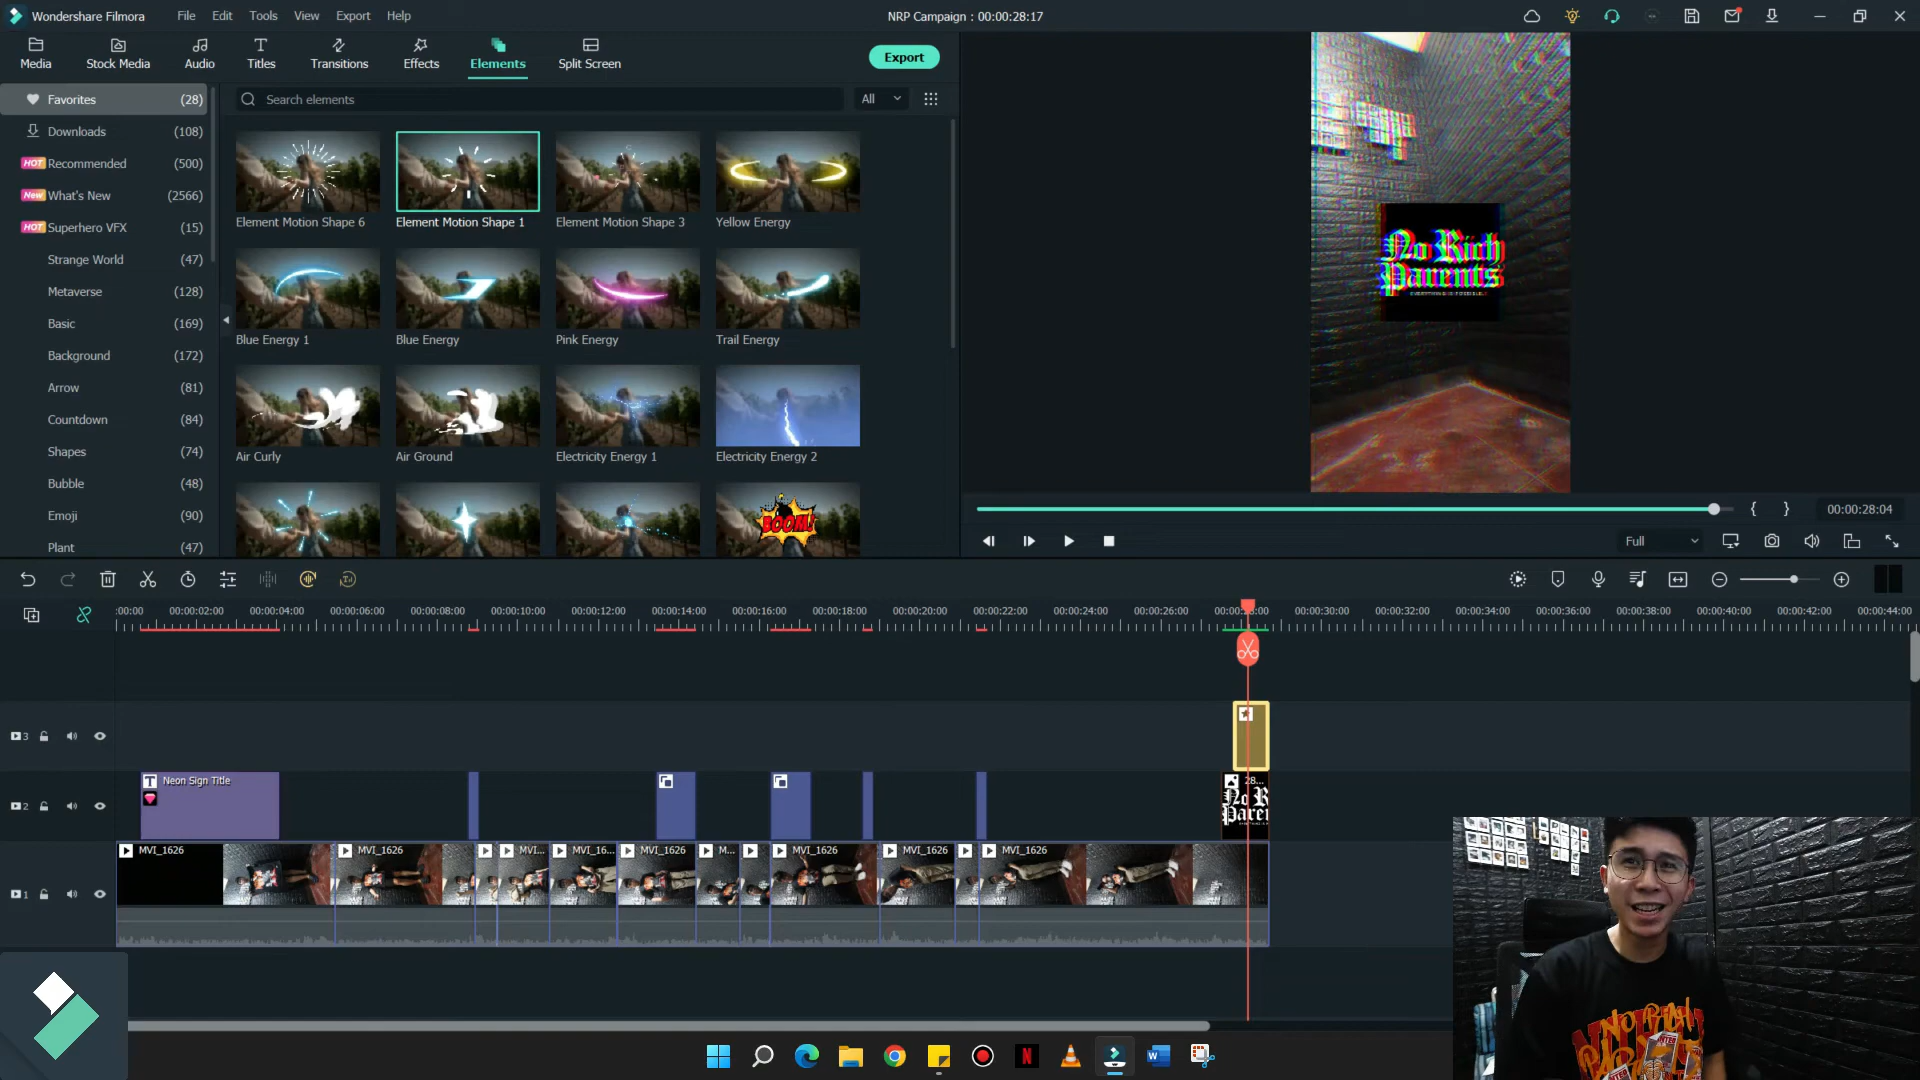 Wondershare Filmora
File Edit Tools View Export Help
NRP Campaign : 00:00:28:17
Media Stock Media Audio Titles Transitions Effects Elements Split Screen
Export
Favorites (28)
Downloads (108)
HOT Recommended (500)
New What's New (2566)
HOT Superhero VFX (15)
Strange World (47)
Metaverse (128)
Basic (169)
Background (172)
Arrow (81)
Countdown (84)
Shapes (74)
Bubble (48)
Emoji (90)
Plant (47)
Search elements
All
Element Motion Shape 6 Element Motion Shape 1 Element Motion Shape 3 Yellow Energy
Blue Energy 1 Blue Energy Pink Energy Trail Energy
Air Curly Air Ground Electricity Energy 1 Electricity Energy 2
BOOM!
No Rich
Parents
{ } 00:00:28:04
Full
:00:00 00:00:02:00 00:00:04:00 00:00:06:00 00:00:08:00 00:00:10:00 00:00:12:00 00:00:14:00 00:00:16:00 00:00:18:00 00:00:20:00 00:00:22:00 00:00:24:00 00:00:26:00 00:00:28:00 00:00:30:00 00:00:32:00 00:00:34:00 00:00:36:00 00:00:38:00 00:00:40:00 00:00:42:00 00:00:44:00
3
2
T Neon Sign Title
28...
No R
Paren
1
MVI_1626 MVI_1626 MVI... MVI_16... MVI_1626 M... MVI_1626 MVI_1626 MVI_1626
N W
NO RICH